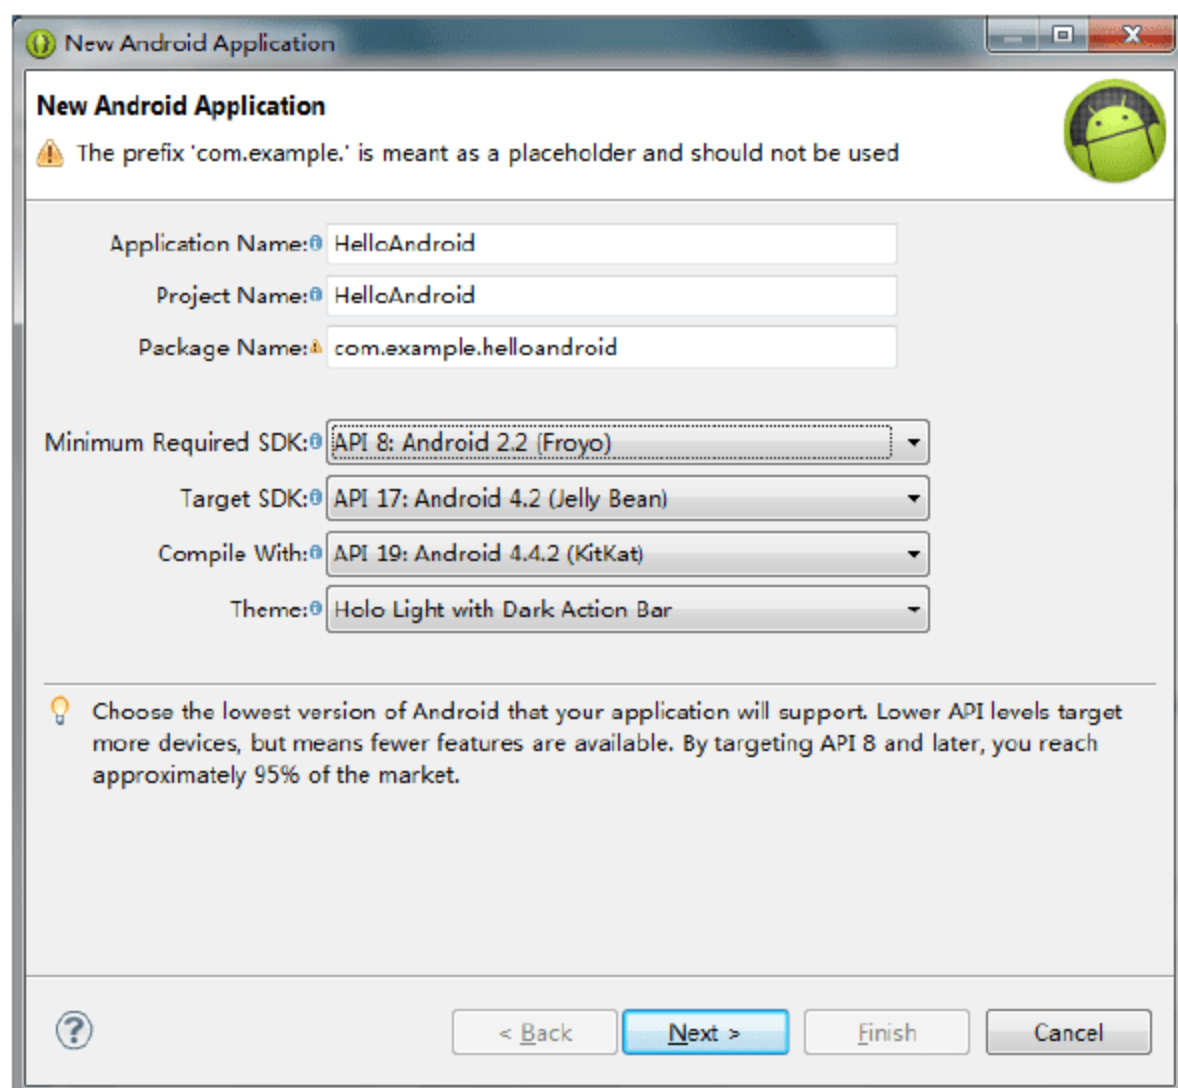 New Android Application
New Android Application
The prefix 'com.example.' is meant as a placeholder and should not be used
Application Name: HelloAndroid
Project Name: HelloAndroid
Package Name: com.example.helloandroid
Minimum Required SDK: API 8: Android 2.2 (Froyo)
Target SDK: API 17: Android 4.2 (Jelly Bean)
Compile With: API 19: Android 4.4.2 (KitKat)
Theme: Holo Light with Dark Action Bar
Choose the lowest version of Android that your application will support. Lower API levels target
more devices, but means fewer features are available. By targeting API 8 and later, you reach
approximately 95% of the market.
? < Back Next > Finish Cancel